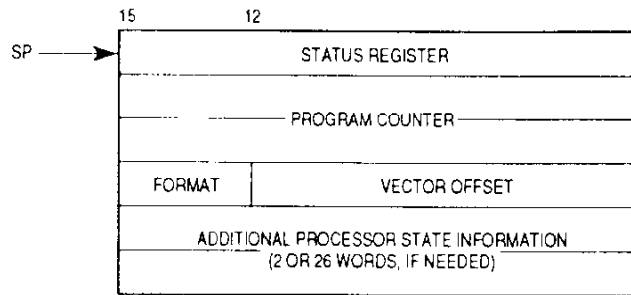 15 12
SP
STATUS REGISTER
PROGRAM COUNTER
FORMAT VECTOR OFFSET
ADDITIONAL PROCESSOR STATE INFORMATION
(2 OR 26 WORDS, IF NEEDED)